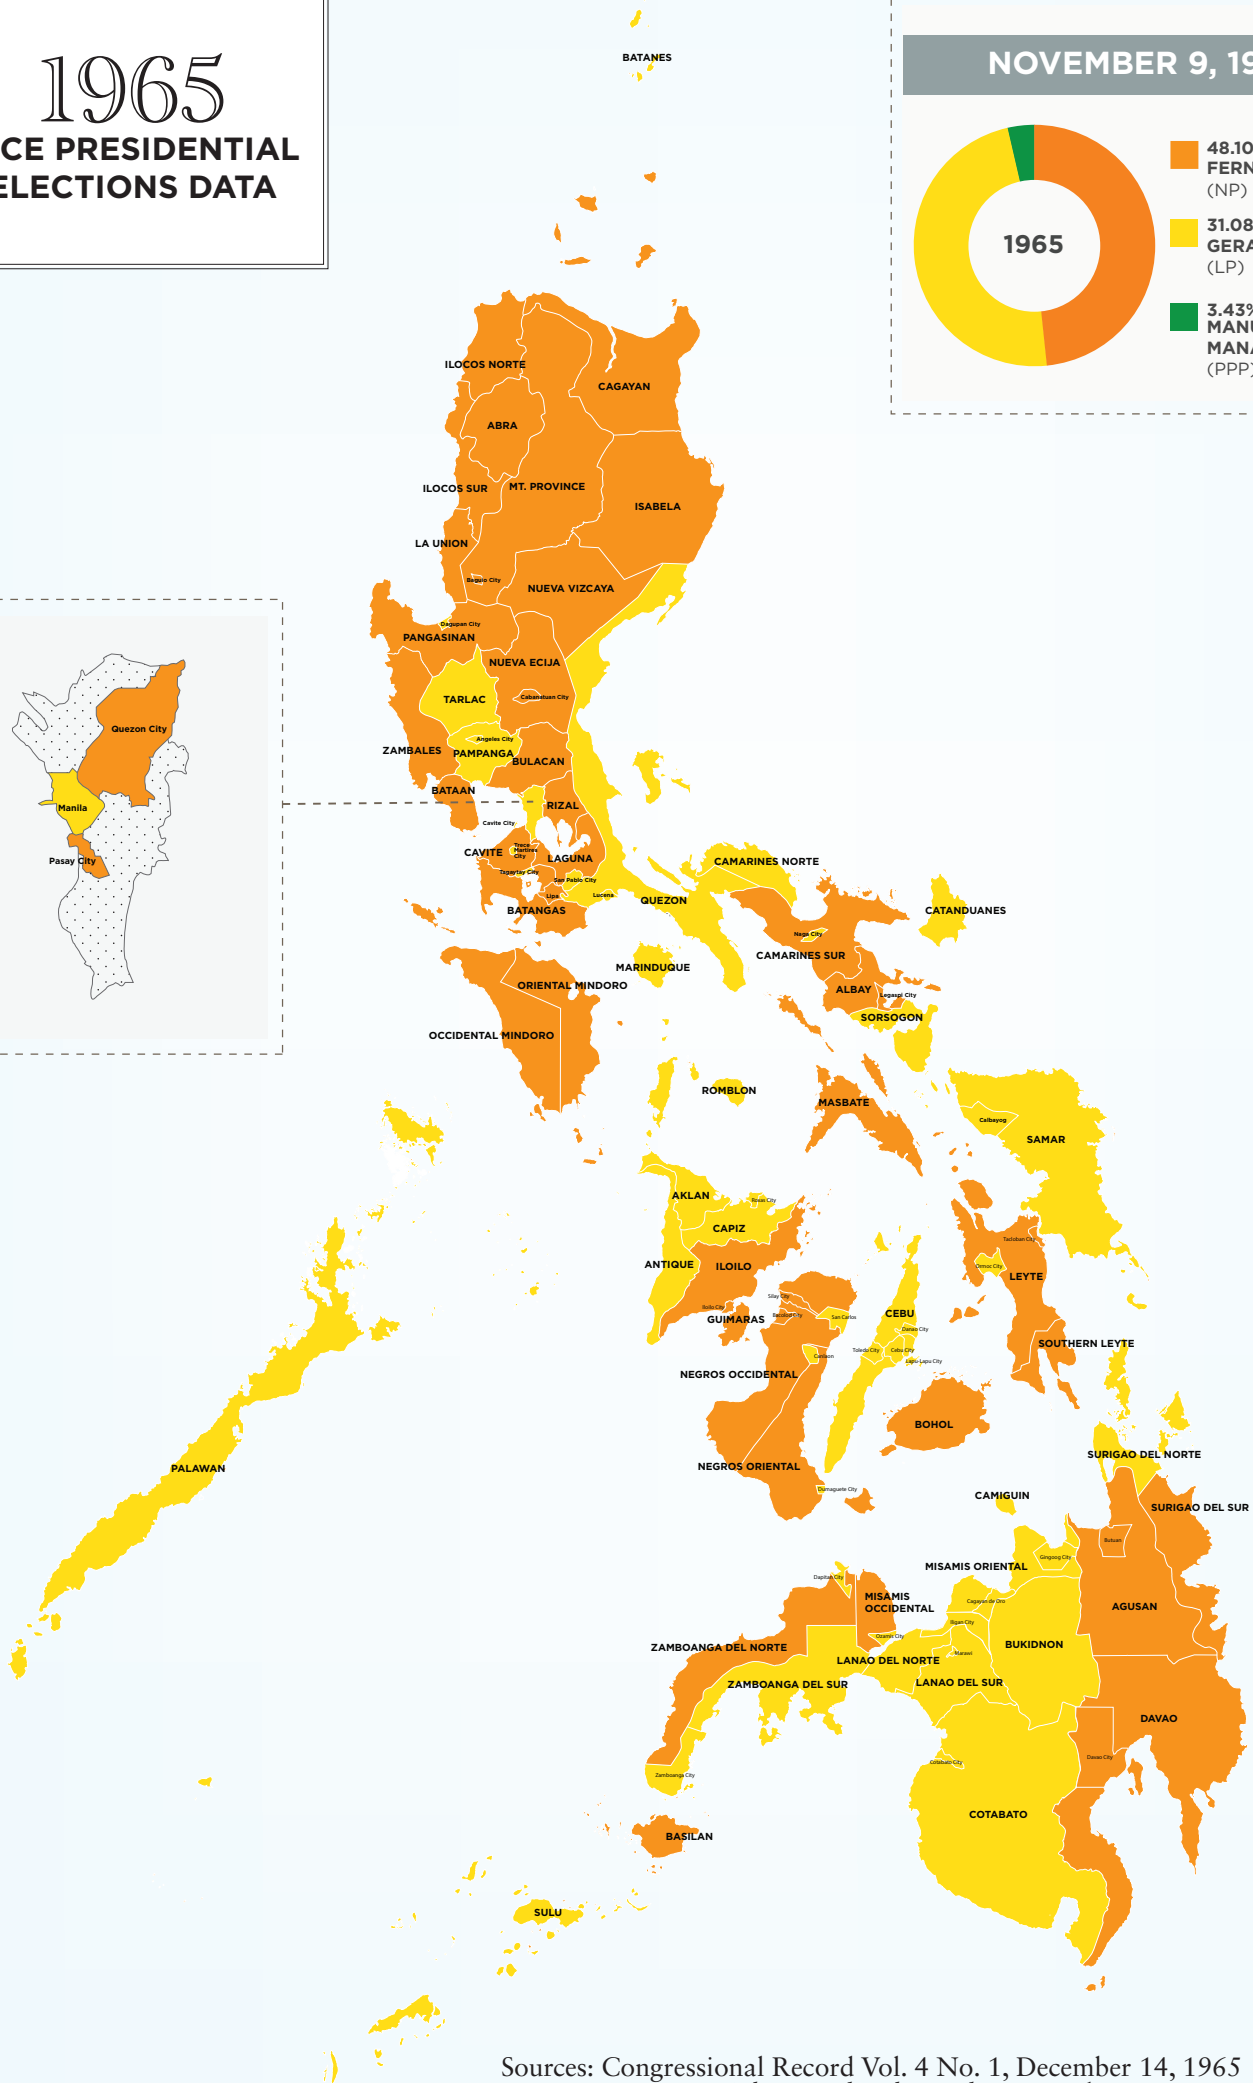 1965
CE PRESIDENTIAL
ELECTIONS DATA
NOVEMBER 9, 19
1965
48.10
FERN
(NP)
31.08
GERA
(LP)
3.43%
MANU
MANA
(PPP)
BATANES
ILOCOS NORTE
CAGAYAN
ABRA
ILOCOS SUR
MT. PROVINCE
ISABELA
LA UNION
Baguio City
NUEVA VIZCAYA
Dagupan City
PANGASINAN
NUEVA ECIJA
TARLAC
Cabanatuan City
Angeles City
ZAMBALES
PAMPANGA
BULACAN
BATAAN
RIZAL
Cavite City
CAVITE
Trece
Martires
City
LAGUNA
Tagaytay City
San Pablo City
Lipa
Lucena
BATANGAS
QUEZON
Quezon City
Manila
Pasay City
CAMARINES NORTE
CATANDUANES
Naga City
CAMARINES SUR
MARINDUQUE
ORIENTAL MINDORO
ALBAY
Legaspi City
SORSOGON
OCCIDENTAL MINDORO
ROMBLON
MASBATE
Calbayog
SAMAR
AKLAN
Roxas City
CAPIZ
Tacloban City
ANTIQUE
ILOILO
Ormoc City
LEYTE
Silay City
Iloilo City
Bacolod City
GUIMARAS
San Carlos
CEBU
Danao City
SOUTHERN LEYTE
Toledo City
Cebu City
Canlaon
Lapu-Lapu City
NEGROS OCCIDENTAL
BOHOL
PALAWAN
NEGROS ORIENTAL
SURIGAO DEL NORTE
Dumaguete City
CAMIGUIN
SURIGAO DEL SUR
Butuan
Gingoog City
MISAMIS ORIENTAL
Dapitan City
MISAMIS
OCCIDENTAL
Cagayan de Oro
AGUSAN
Iligan City
Ozamis City
BUKIDNON
ZAMBOANGA DEL NORTE
Marawi
LANAO DEL NORTE
ZAMBOANGA DEL SUR
LANAO DEL SUR
DAVAO
Davao City
Cotabato City
Zamboanga City
COTABATO
BASILAN
SULU
Sources: Congressional Record Vol. 4 No. 1, December 14, 1965